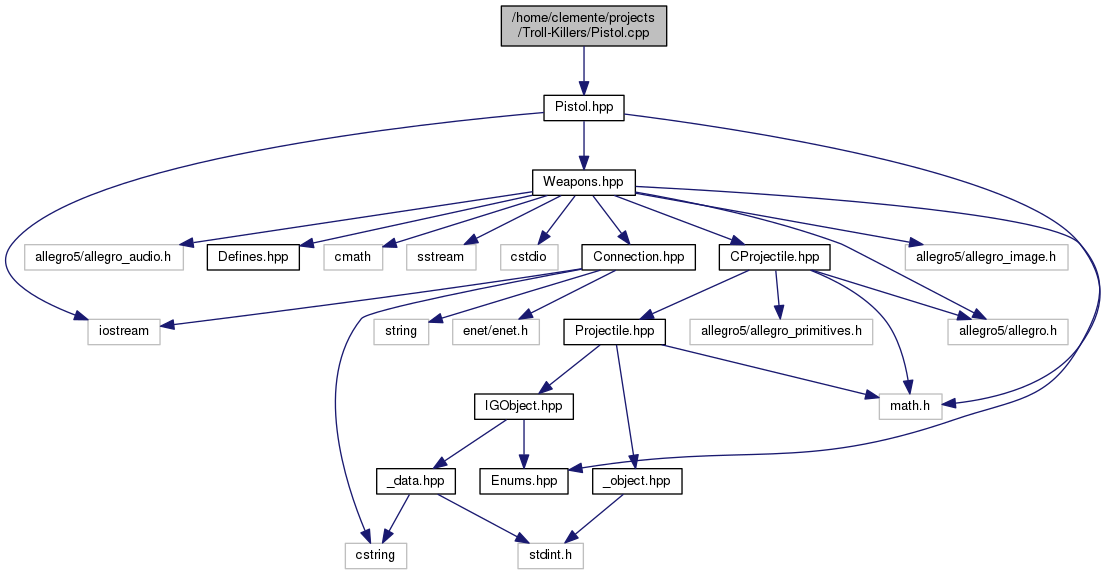 /home/clemente/projects
/Troll-Killers/Pistol.cpp
Pistol.hpp
Weapons.hpp
allegro5/allegro_audio.h
Defines.hpp
cmath
sstream
cstdio
Connection.hpp
CProjectile.hpp
allegro5/allegro_image.h
iostream
string
enet/enet.h
Projectile.hpp
allegro5/allegro_primitives.h
allegro5/allegro.h
IGObject.hpp
math.h
_data.hpp
Enums.hpp
_object.hpp
cstring
stdint.h